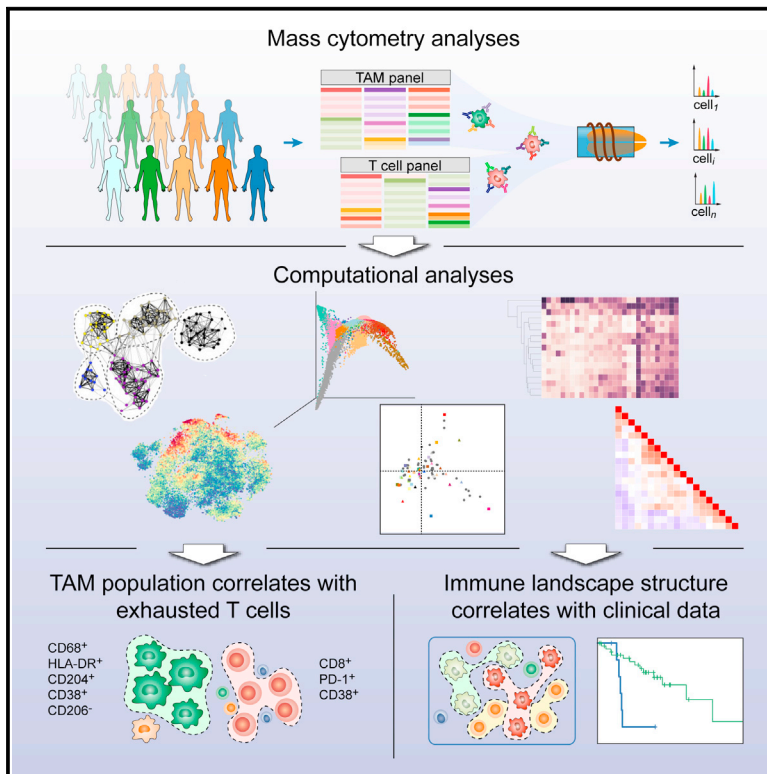 Mass cytometry analyses
TAM panel
T cell panel
cell1
celli
celln
Computational analyses
TAM population correlates with
exhausted T cells
CD68+
HLA-DR+
CD204+
CD38+
CD206-
CD8+
PD-1+
CD38+
Immune landscape structure
correlates with clinical data